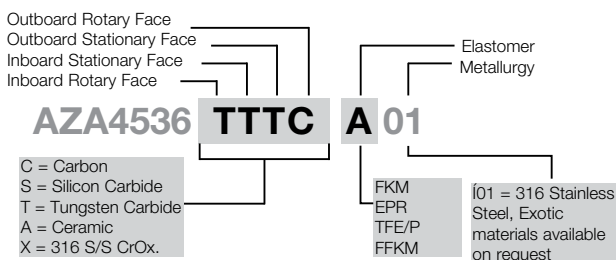 Outboard Rotary Face
Outboard Stationary Face
Inboard Stationary Face
Inboard Rotary Face
Elastomer
Metallurgy
AZA4536 TTTC A 01
C = Carbon
S = Silicon Carbide
T = Tungsten Carbide
A = Ceramic
X = 316 S/S CrOx.
FKM
EPR
TFE/P
FFKM
Í01 = 316 Stainless
Steel, Exotic
materials available
on request